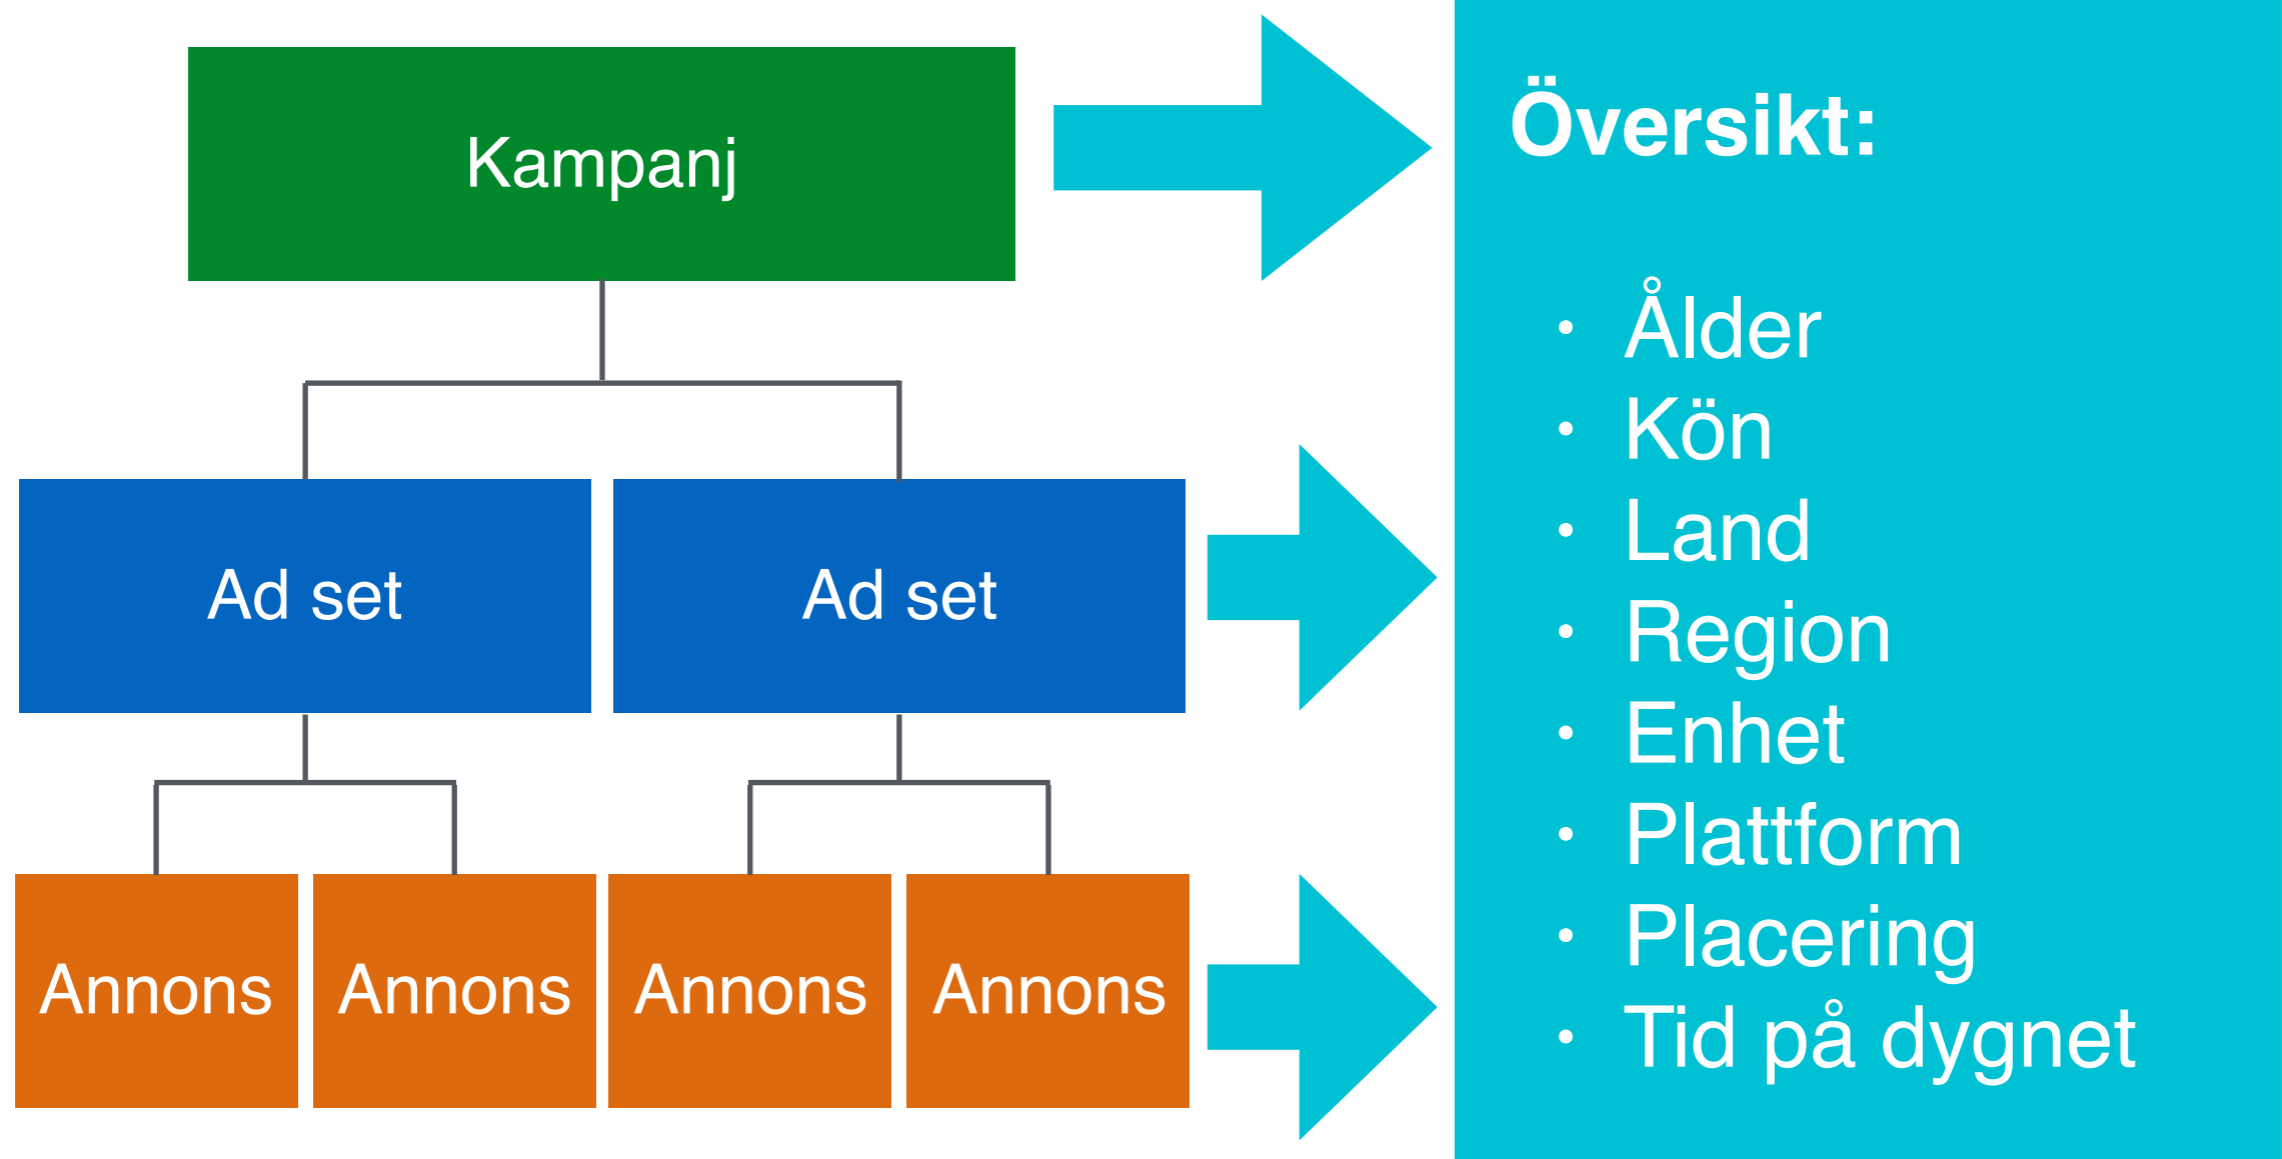 Kampanj
Ad set
Ad set
Annons
Annons
Annons
Annons
Översikt:
• Ålder
• Kön
• Land
• Region
• Enhet
• Plattform
• Placering
• Tid på dygnet